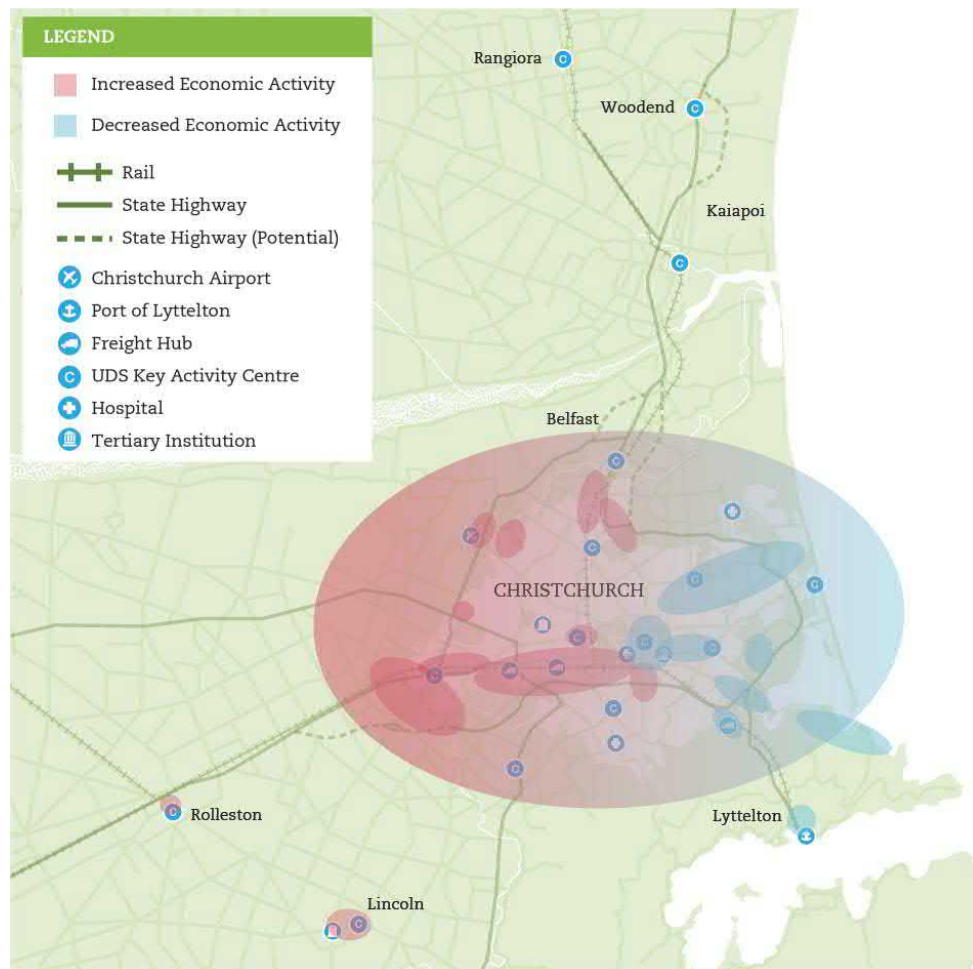 LEGEND
Increased Economic Activity
Decreased Economic Activity
Rail
State Highway
State Highway (Potential)
Christchurch Airport
Port of Lyttelton
Freight Hub
C
UDS Key Activity Centre
Hospital
Tertiary Institution
Rangiora
C
Woodend
C
Kaiapoi
C
Belfast
C
C
C
C
CHRISTCHURCH
C
C
C
C
C
C
Rolleston
C
Lyttelton
Lincoln
C